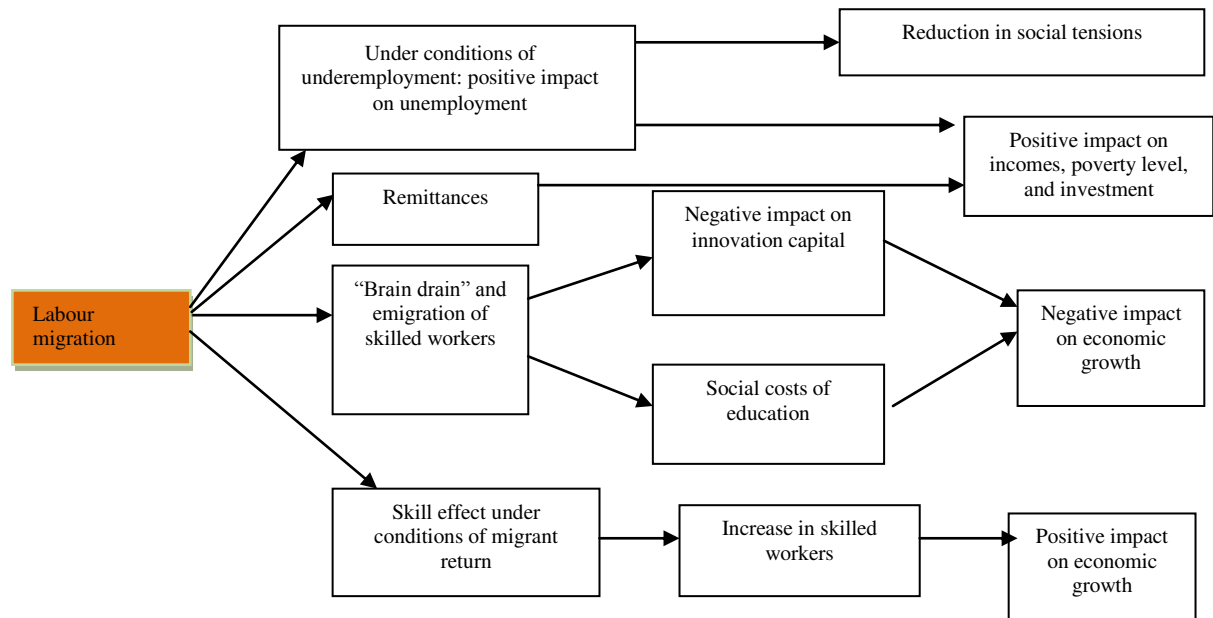 Under conditions of
underemployment: positive impact
on unemployment
Reduction in social tensions
Positive impact on
incomes, poverty level,
and investment
Remittances
Negative impact on
innovation capital
“Brain drain” and
emigration of
skilled workers
Labour
migration
Negative impact
on economic
growth
Social costs of
education
Skill effect under
conditions of migrant
return
Increase in skilled
workers
Positive impact
on economic
growth